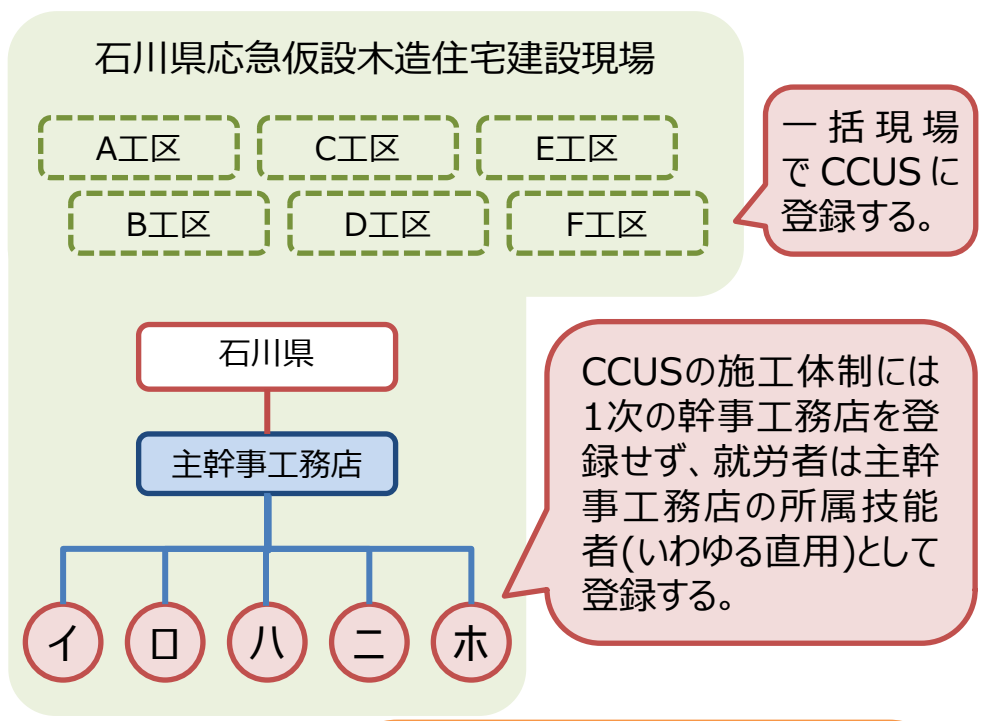 石川県応急仮設木造住宅建設現場
A工区
C工区
E工区
B工区
D工区
F工区
一括現場
でCCUSに
登録する。
石川県
主幹事工務店
CCUSの施工体制には
1次の幹事工務店を登
録せず、就労者は主幹
事工務店の所属技能
者(いわゆる直用)として
登録する。
イ
ロ
ハ
ニ
ホ